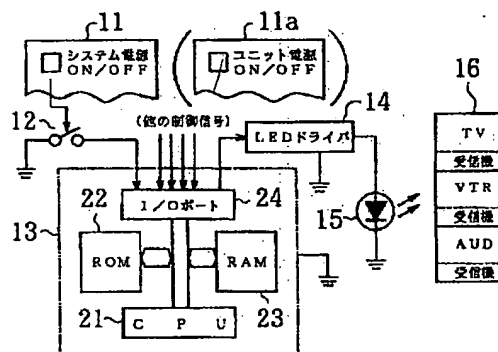 11
システム電源
ON/OFF
11a
ユニット電源
ON/OFF
16
12
(他の制御信号)
14
LEDドライバ
TV
受信機
VTR
受信機
AUD
受信機
15
13
22
I/Oポート
24
ROM
RAM
21
CPU
23